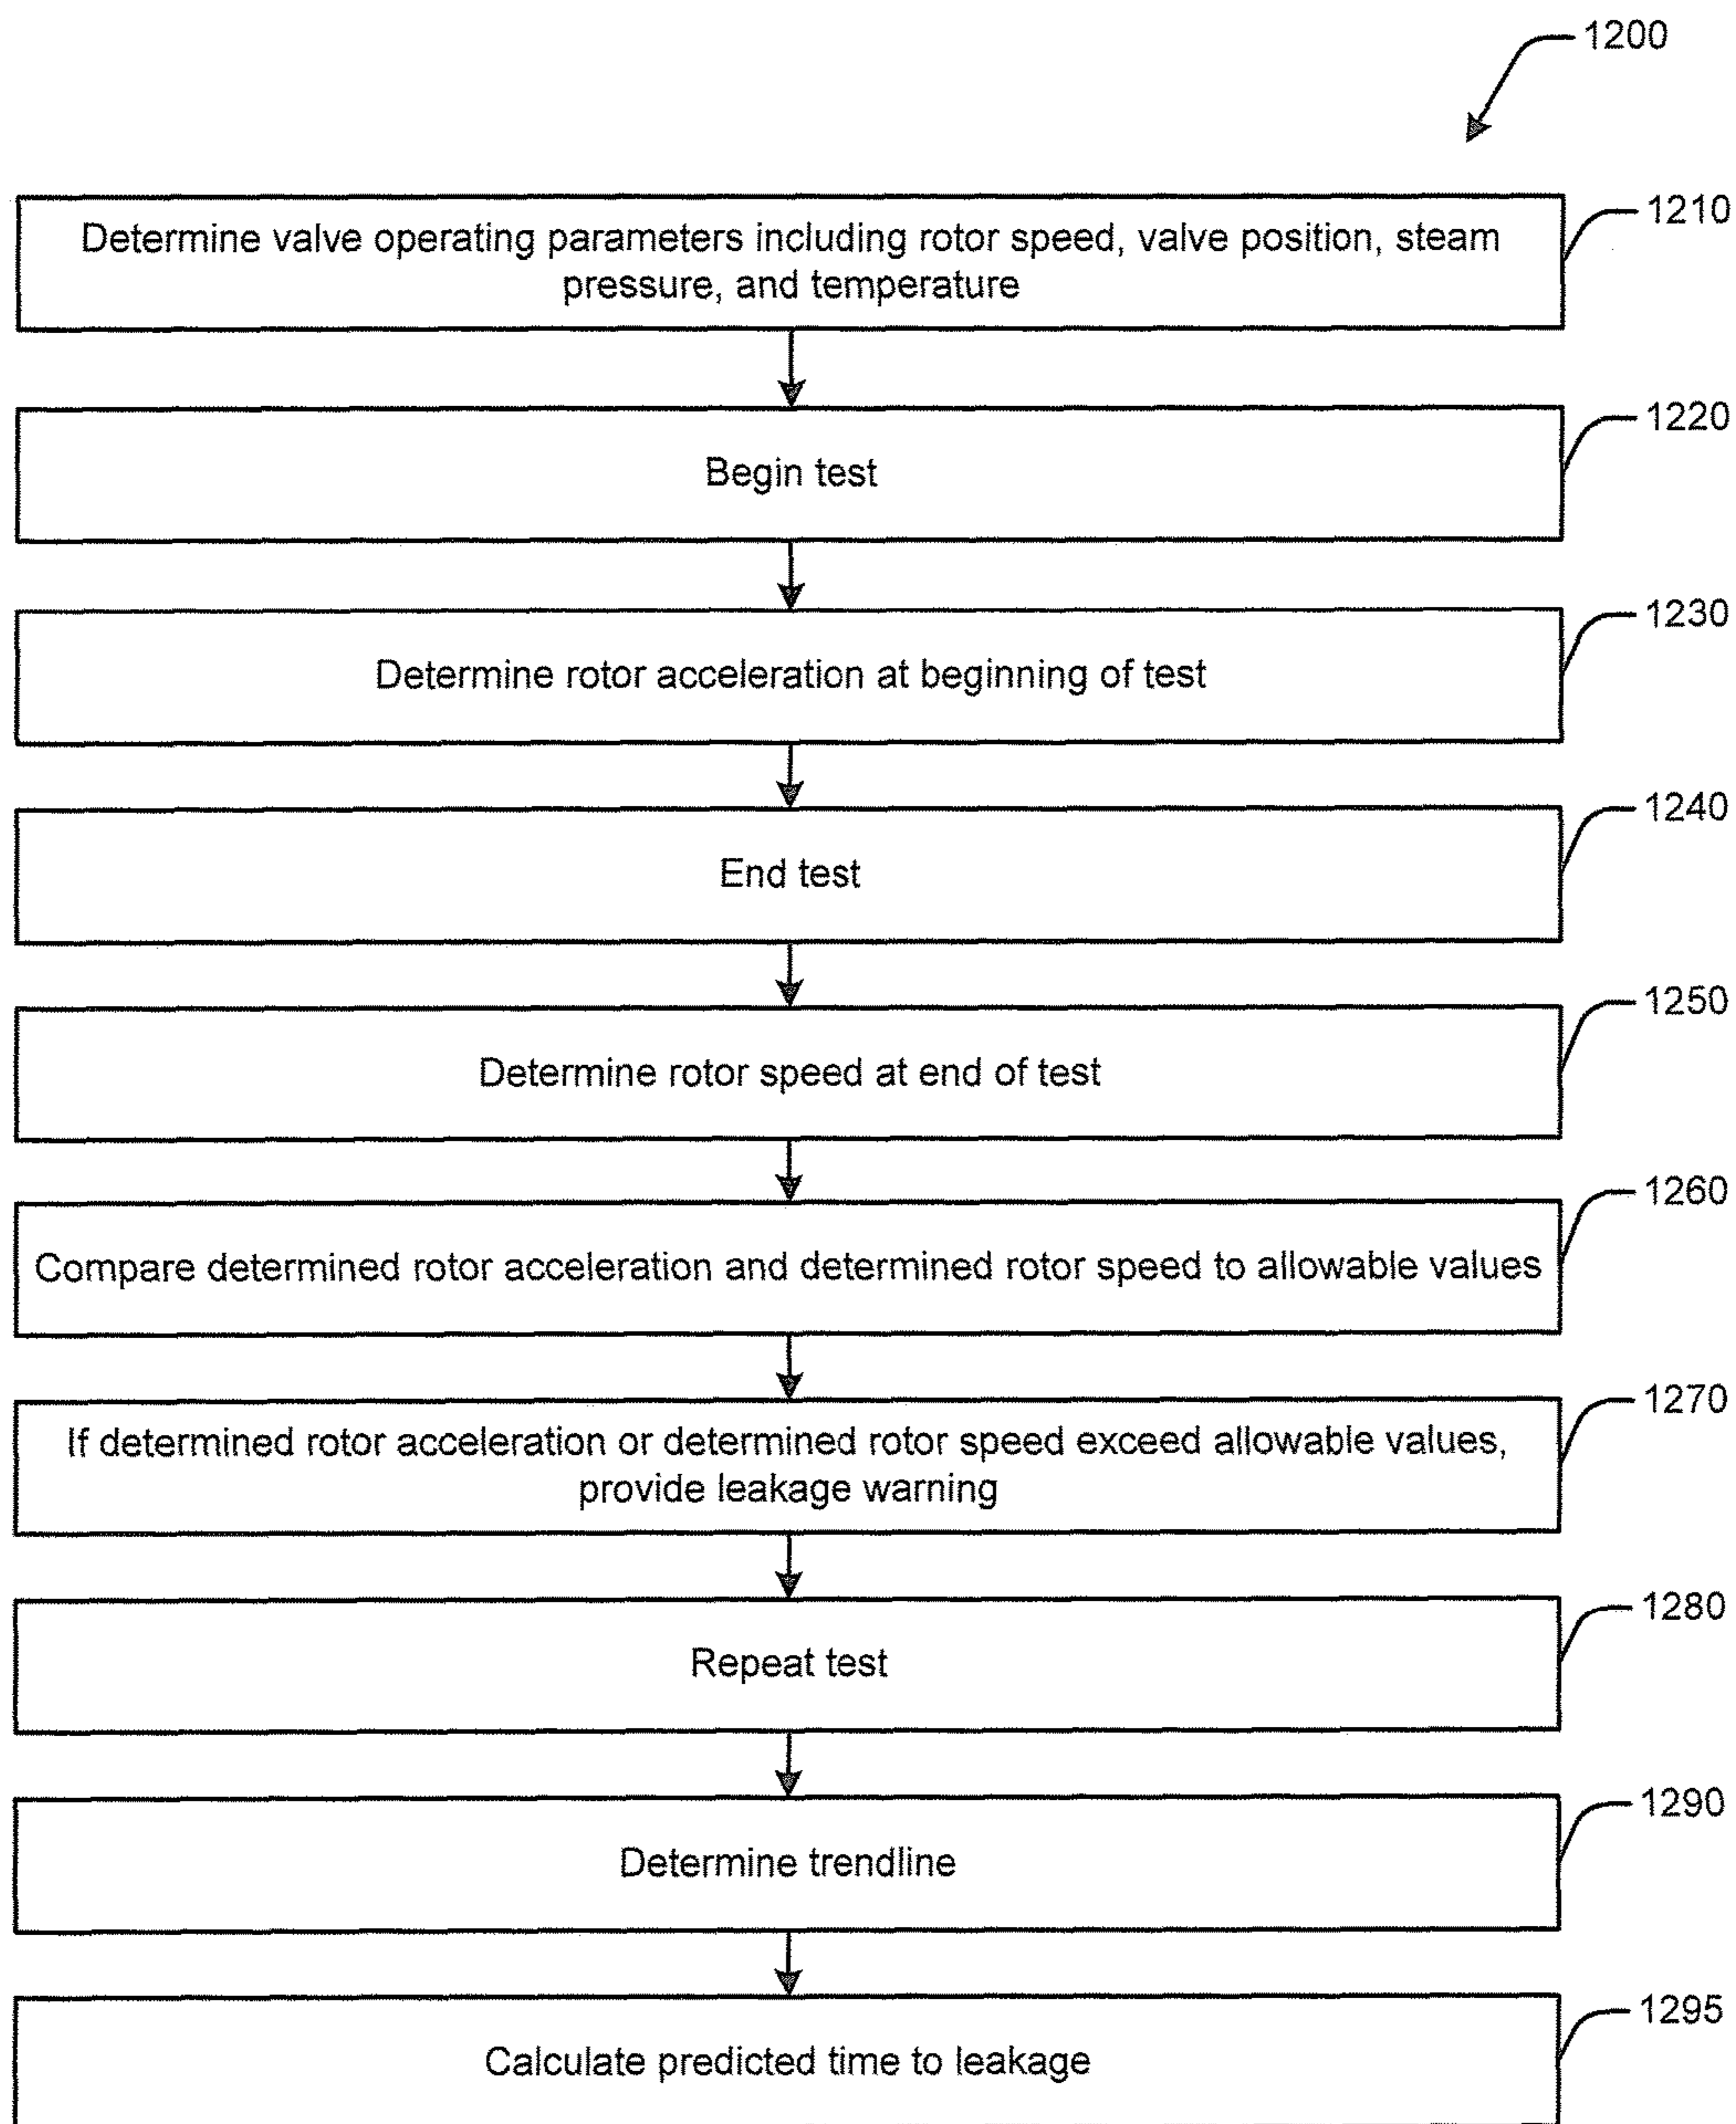 1200
1210
Determine valve operating parameters including rotor speed, valve position, steam
pressure, and temperature
1220
Begin test
1230
Determine rotor acceleration at beginning of test
1240
End test
1250
Determine rotor speed at end of test
1260
Compare determined rotor acceleration and determined rotor speed to allowable values
1270
If determined rotor acceleration or determined rotor speed exceed allowable values,
provide leakage warning
1280
Repeat test
1290
Determine trendline
1295
Calculate predicted time to leakage